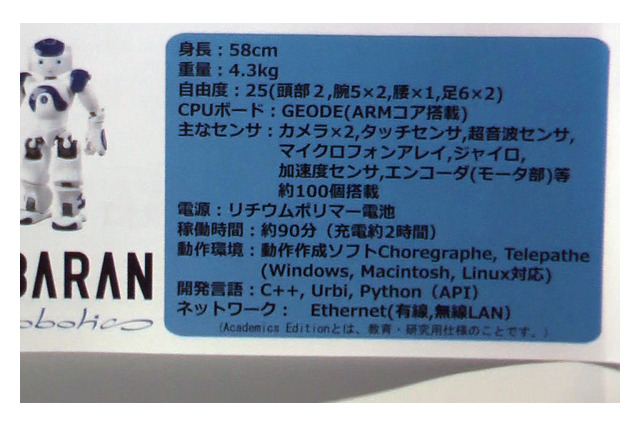 身長：58cm
重量：4.3kg
自由度：25(頭部２,腕5×2,腰×1,足6×2)
CPUボード：GEODE(ARMコア搭載)
主なセンサ：カメラ×2,タッチセンサ,超音波センサ,
マイクロフォンアレイ,ジャイロ,
加速度センサ,エンコーダ(モータ部)等
約100個搭載
電源：リチウムポリマー電池
稼働時間：約90分（充電約2時間）
動作環境：動作作成ソフトChoregraphe, Telepathe
(Windows, Macintosh, Linux対応)
開発言語：C++, Urbi, Python（API）
ネットワーク： Ethernet(有線,無線LAN)
(Academics Editionとは、教育・研究用仕様のことです。)
BARAN
obotics